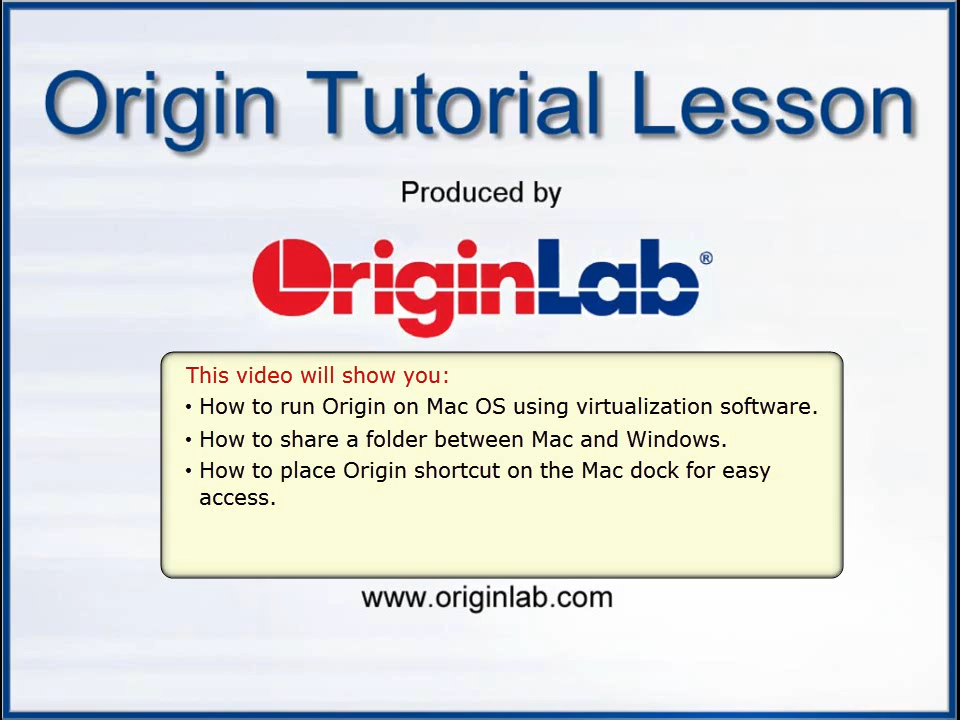 Origin Tutorial Lesson
Produced by
OriginLab®
This video will show you:
• How to run Origin on Mac OS using virtualization software.
• How to share a folder between Mac and Windows.
• How to place Origin shortcut on the Mac dock for easy
access.
www.originlab.com